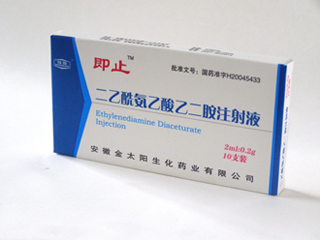 即止™
批准文号：国药准字H20045433
二乙酰氨乙酸乙二胺注射液
Ethylenediamine Diaceturate
Injection
2ml:0.2g
10支装
安徽金太阳生化药业有限公司